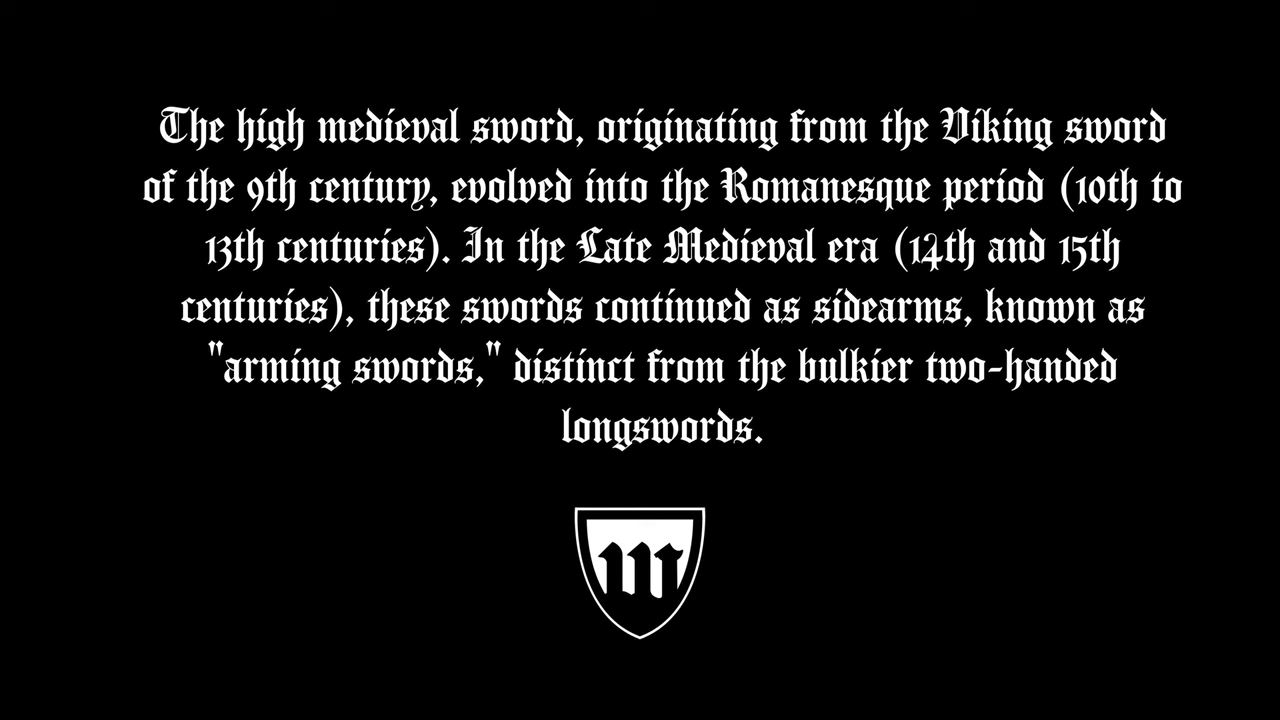 The high medieval sword, originating from the Viking sword
of the 9th century, evolved into the Romanesque period (10th to
13th centuries). In the Late Medieval era (14th and 15th
centuries), these swords continued as sidearms, known as
"arming swords," distinct from the bulkier two-handed
longswords.
m